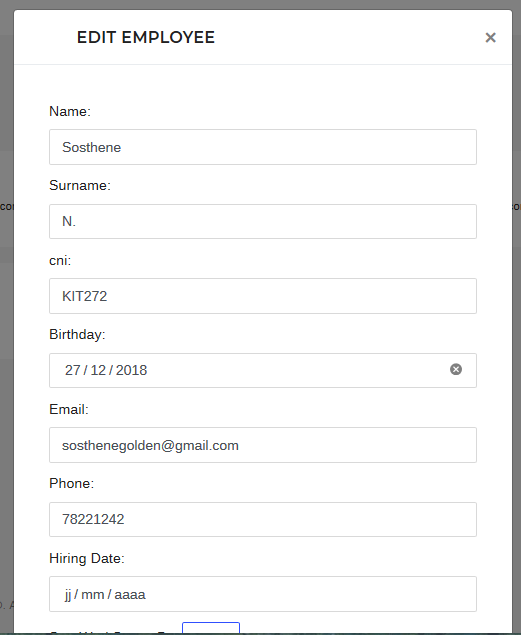 EDIT EMPLOYEE
×
Name:
Sosthene
Surname:
N.
cni:
KIT272
Birthday:
27 / 12 / 2018
Email:
sosthenegolden@gmail.com
Phone:
78221242
Hiring Date:
jj / mm / aaaa